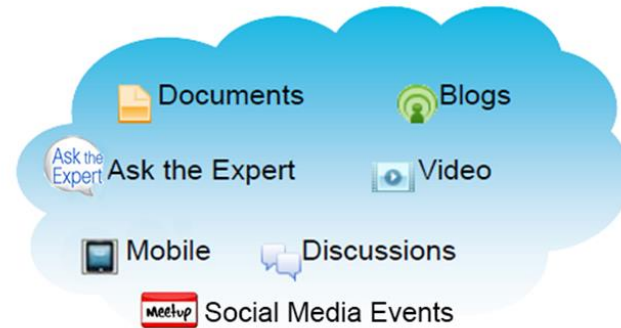 Documents
Blogs
Ask the
Expert
Ask the Expert
Video
Mobile
Discussions
Meetup
Social Media Events